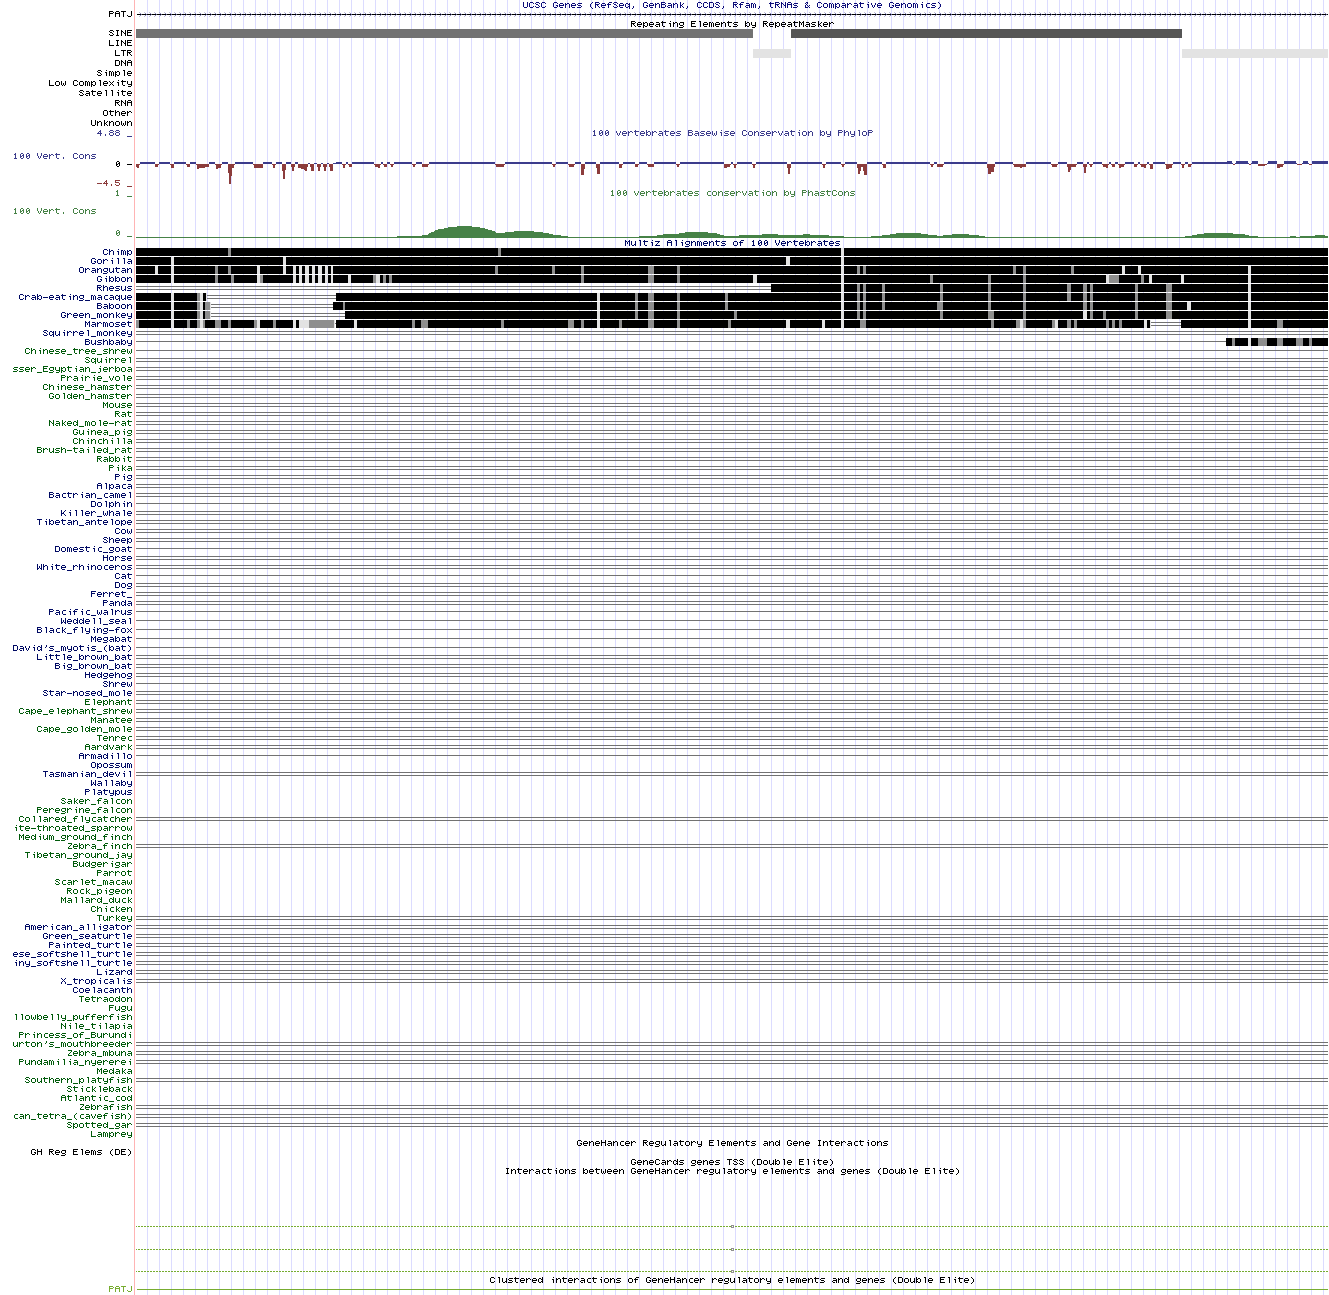 UCSC Genes (RefSeq, GenBank, CCDS, Rfam, tRNAs & Comparative Genomics)
PATJ
Repeating Elements by RepeatMasker
SINE
LINE
LTR
DNA
Simple
Low Complexity
Satellite
RNA
Other
Unknown
4.88 _
100 vertebrates Basewise Conservation by PhyloP
100 Vert. Cons
0 _
-4.5 _
1 _
100 vertebrates conservation by PhastCons
100 Vert. Cons
0 _
Multiz Alignments of 100 Vertebrates
Chimp
Gorilla
Orangutan
Gibbon
Rhesus
Crab-eating_macaque
Baboon
Green_monkey
Marmoset
Squirrel_monkey
Bushbaby
Chinese_tree_shrew
Squirrel
sser_Egyptian_jerboa
Prairie_vole
Chinese_hamster
Golden_hamster
Mouse
Rat
Naked_mole-rat
Guinea_pig
Chinchilla
Brush-tailed_rat
Rabbit
Pika
Pig
Alpaca
Bactrian_camel
Dolphin
Killer_whale
Tibetan_antelope
Cow
Sheep
Domestic_goat
Horse
White_rhinoceros
Cat
Dog
Ferret_
Panda
Pacific_walrus
Weddell_seal
Black_flying-fox
Megabat
David's_myotis_(bat)
Little_brown_bat
Big_brown_bat
Hedgehog
Shrew
Star-nosed_mole
Elephant
Cape_elephant_shrew
Manatee
Cape_golden_mole
Tenrec
Aardvark
Armadillo
Opossum
Tasmanian_devil
Wallaby
Platypus
Saker_falcon
Peregrine_falcon
Collared_flycatcher
ite-throated_sparrow
Medium_ground_finch
Zebra_finch
Tibetan_ground_jay
Budgerigar
Parrot
Scarlet_macaw
Rock_pigeon
Mallard_duck
Chicken
Turkey
American_alligator
Green_seaturtle
Painted_turtle
ese_softshell_turtle
iny_softshell_turtle
Lizard
X_tropicalis
Coelacanth
Tetraodon
Fugu
llowbelly_pufferfish
Nile_tilapia
Princess_of_Burundi
urton's_mouthbreeder
Zebra_mbuna
Pundamilia_nyererei
Medaka
Southern_platyfish
Stickleback
Atlantic_cod
Zebrafish
can_tetra_(cavefish)
Spotted_gar
Lamprey
GeneHancer Regulatory Elements and Gene Interactions
GH Reg Elems (DE)
GeneCards genes TSS (Double Elite)
Interactions between GeneHancer regulatory elements and genes (Double Elite)
Clustered interactions of GeneHancer regulatory elements and genes (Double Elite)
PATJ